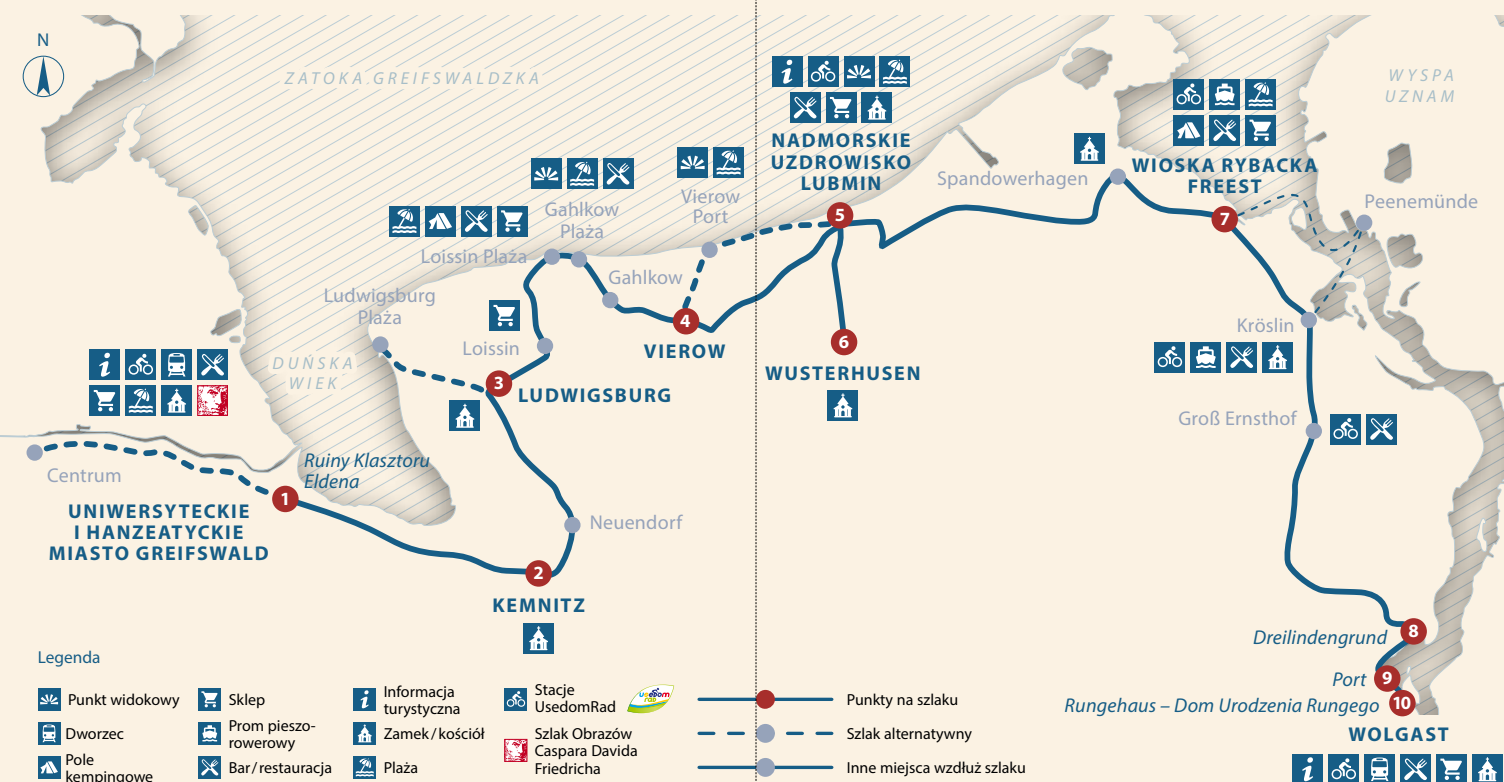 N
ZATOKA GREIFSWALDZKA
WYSPA
UZNAM
NADMORSKIE
UZDROWISKO
LUBMIN
WIOSKA RYBACKA
FREEST
Spandowerhagen
Peenemünde
Vierow
Port
Gahlkow
Plaża
Loissin Plaża
Gahlkow
5
7
Ludwigsburg
Plaża
4
VIEROW
6
WUSTERHUSEN
Kröslin
Loissin
DUŃSKA
WIEK
3
LUDWIGSBURG
Groß Ernsthof
Centrum
Ruiny Klasztoru
Eldena
1
UNIWERSYTECKIE
I HANZEATYCKIE
MIASTO GREIFSWALD
Neuendorf
2
KEMNITZ
Dreilindengrund
8
Port
9
Rungehaus – Dom Urodzenia Rungego
10
WOLGAST
Legenda
Punkt widokowy
Dworzec
Pole
kempingowe
Sklep
Prom pieszo-
rowerowy
Bar/restauracja
Informacja
turystyczna
Zamek/kościół
Plaża
Stacje
UsedomRad
Usedom
rad
Szlak Obrazów
Caspara Davida
Friedricha
Punkty na szlaku
Szlak alternatywny
Inne miejsca wzdłuż szlaku